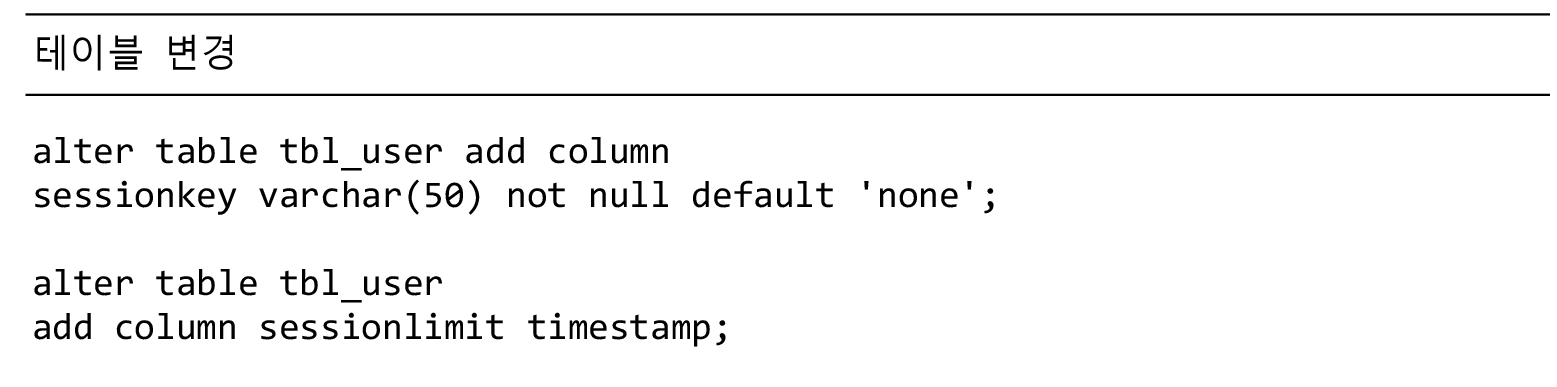 테이블 변경
alter table tbl_user add column
sessionkey varchar(50) not null default 'none';
alter table tbl_user
add column sessionlimit timestamp;